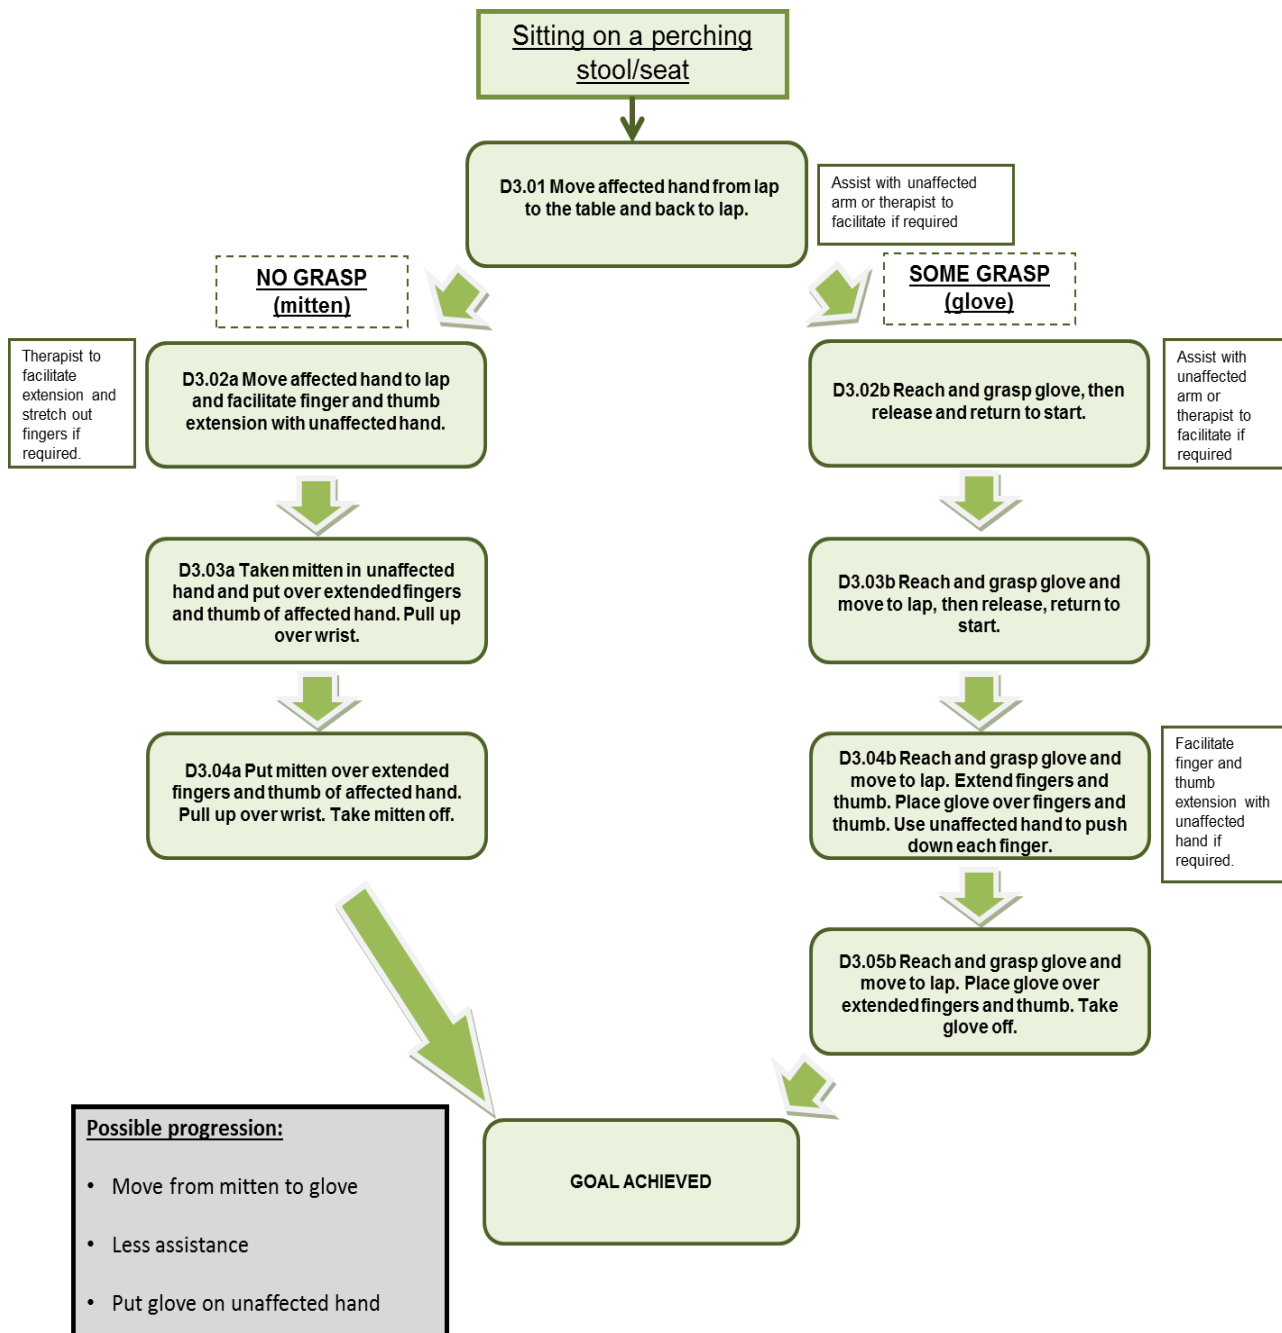 Sitting on a perching
stool/seat
D3.01 Move affected hand from lap
to the table and back to lap.
Assist with unaffected
arm or therapist to
facilitate if required
NO GRASP
(mitten)
SOME GRASP
(glove)
Therapist to
facilitate
extension and
stretch out
fingers if
required.
D3.02a Move affected hand to lap
and facilitate finger and thumb
extension with unaffected hand.
D3.02b Reach and grasp glove, then
release and return to start.
Assist with
unaffected
arm or
therapist to
facilitate if
required
D3.03a Taken mitten in unaffected
hand and put over extended fingers
and thumb of affected hand. Pull up
over wrist.
D3.03b Reach and grasp glove and
move to lap, then release, return to
start.
D3.04a Put mitten over extended
fingers and thumb of affected hand.
Pull up over wrist. Take mitten off.
D3.04b Reach and grasp glove and
move to lap. Extend fingers and
thumb. Place glove over fingers and
thumb. Use unaffected hand to push
down each finger.
Facilitate
finger and
thumb
extension with
unaffected
hand if
required.
D3.05b Reach and grasp glove and
move to lap. Place glove over
extended fingers and thumb. Take
glove off.
GOAL ACHIEVED
Possible progression:
• Move from mitten to glove
• Less assistance
• Put glove on unaffected hand